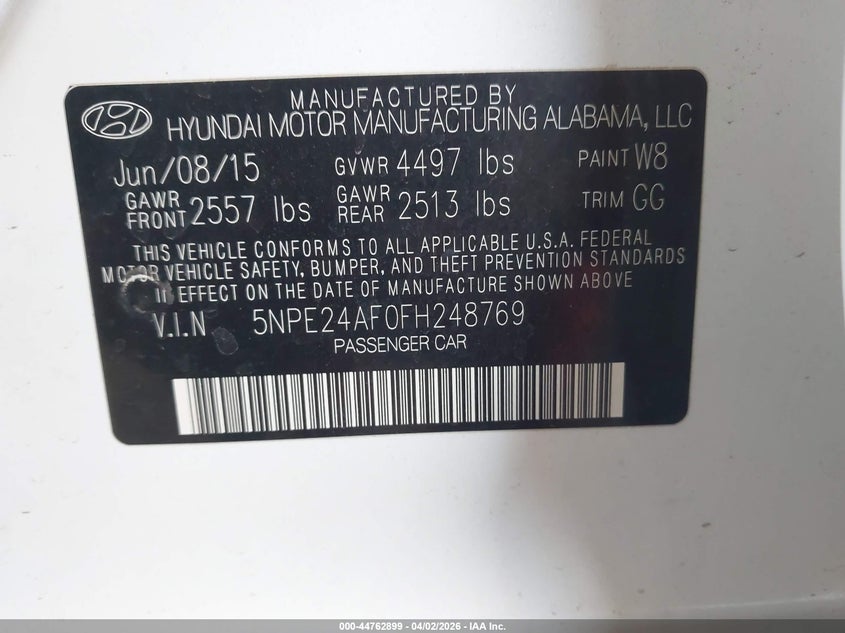 MANUFACTURED BY
HYUNDAI MOTOR MANUFACTURING ALABAMA, LLC
Jun/08/15 GVWR 4497 lbs PAINT W8
GAWR FRONT 2557 lbs GAWR REAR 2513 lbs TRIM GG
THIS VEHICLE CONFORMS TO ALL APPLICABLE U.S.A. FEDERAL
MOTOR VEHICLE SAFETY, BUMPER, AND THEFT PREVENTION STANDARDS
IN EFFECT ON THE DATE OF MANUFACTURE SHOWN ABOVE
V.I.N 5NPE24AF0FH248769
PASSENGER CAR
000-44762899 - 04/02/2026 - IAA Inc.